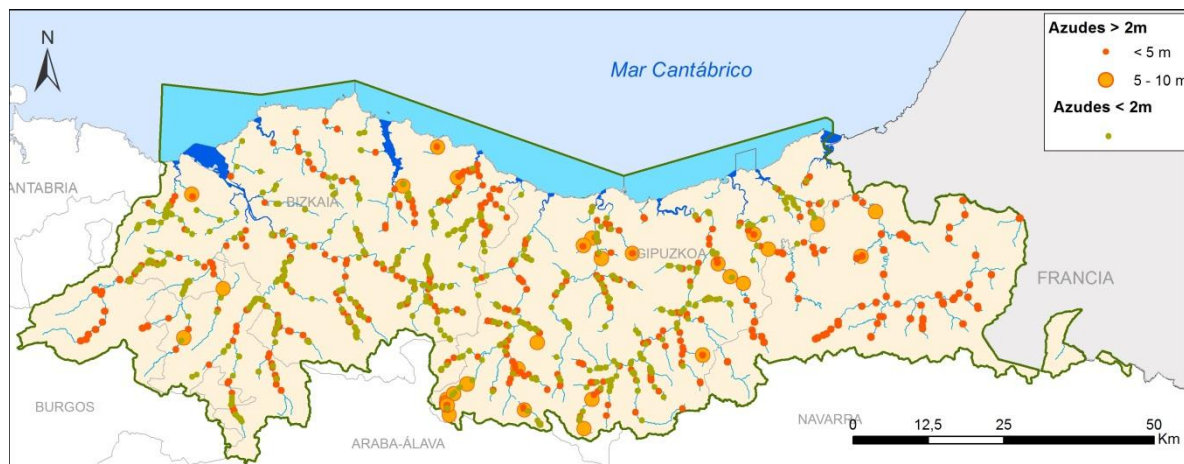 N
Mar Cantábrico
Azudes > 2m
< 5 m
5 - 10 m
Azudes < 2m
ANTABRIA
BIZKAIA
GIPUZKOA
FRANCIA
BURGOS
ARABA-ÁLAVA
NAVARRA
0 12,5 25 50
Km